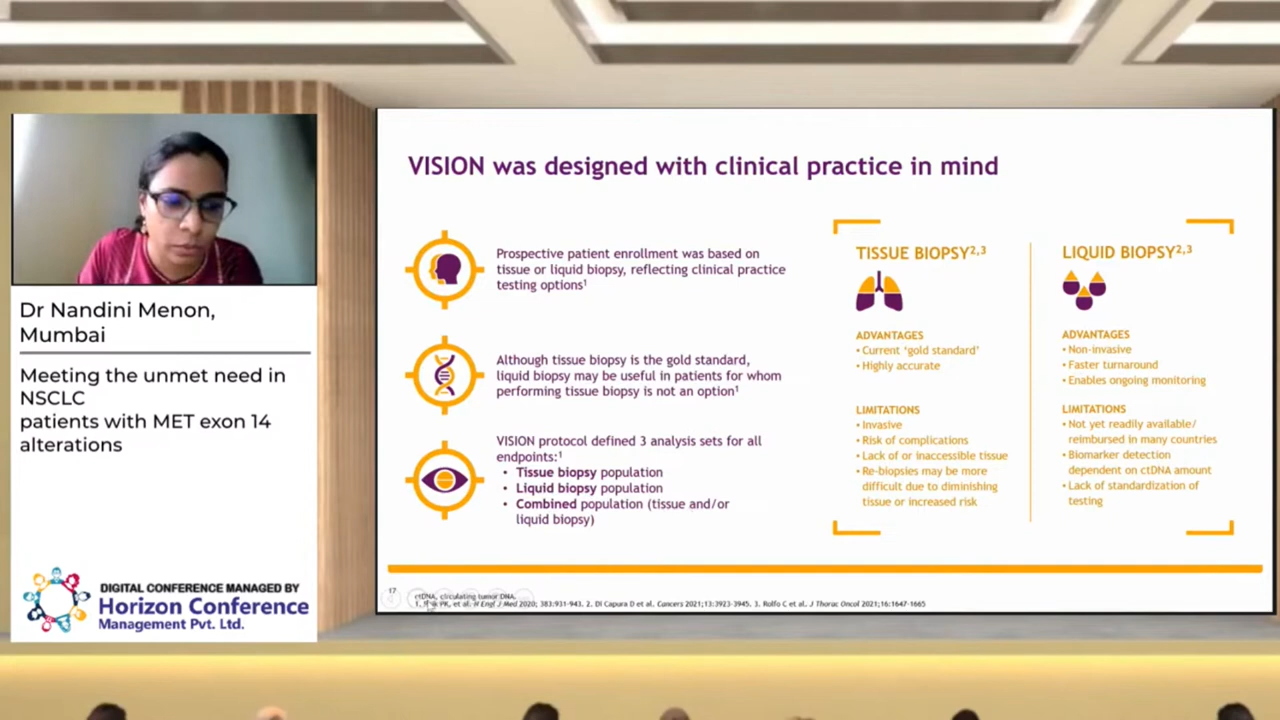 Dr Nandini Menon,
Mumbai
Meeting the unmet need in
NSCLC
patients with MET exon 14
alterations
DIGITAL CONFERENCE MANAGED BY
Horizon Conference
Management Pvt. Ltd.
VISION was designed with clinical practice in mind
Prospective patient enrollment was based on
tissue or liquid biopsy, reflecting clinical practice
testing options1
Although tissue biopsy is the gold standard,
liquid biopsy may be useful in patients for whom
performing tissue biopsy is not an option1
VISION protocol defined 3 analysis sets for all
endpoints:1
• Tissue biopsy population
• Liquid biopsy population
• Combined population (tissue and/or
liquid biopsy)
TISSUE BIOPSY2,3
ADVANTAGES
• Current ‘gold standard’
• Highly accurate
LIMITATIONS
• Invasive
• Risk of complications
• Lack of or inaccessible tissue
• Re-biopsies may be more
difficult due to diminishing
tissue or increased risk
LIQUID BIOPSY2,3
ADVANTAGES
• Non-invasive
• Faster turnaround
• Enables ongoing monitoring
LIMITATIONS
• Not yet readily available/
reimbursed in many countries
• Biomarker detection
dependent on ctDNA amount
• Lack of standardization of
testing
17
ctDNA, circulating tumor DNA.
1. PK, et al. N Engl J Med 2020; 383:931-943. 2. Di Capura D et al. Cancers 2021;13:3923-3945. 3. Rolfo C et al. J Thorac Oncol 2021;16:1647-1665